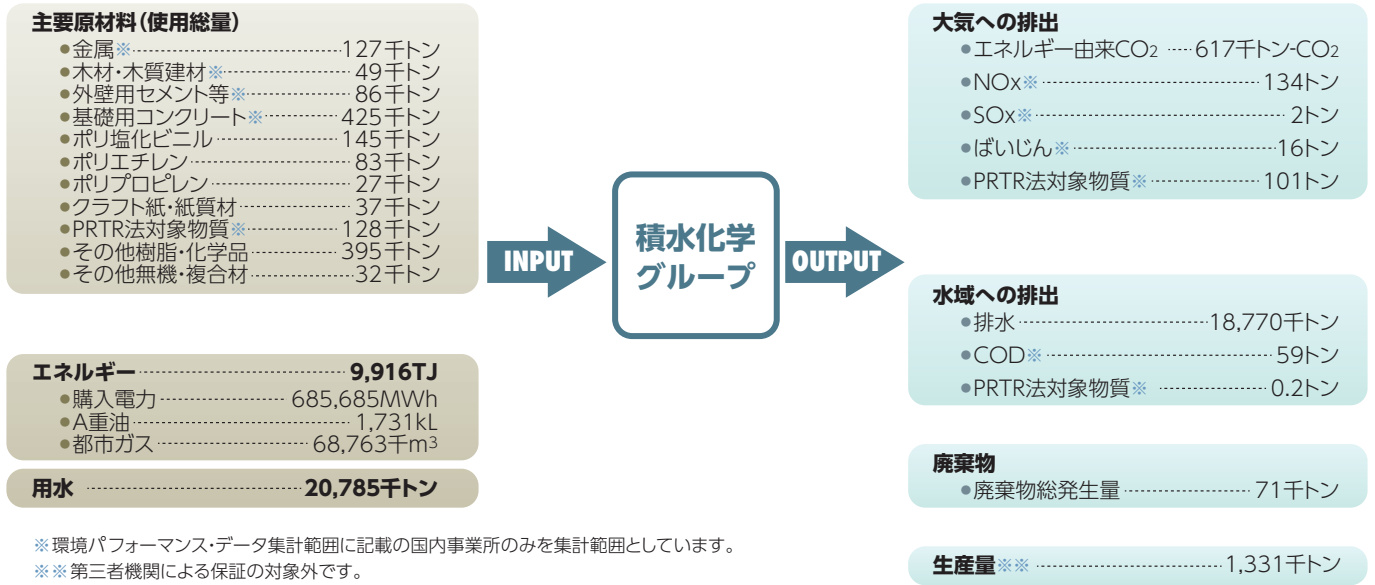 主要原材料(使用総量)
●金属※ 127千トン
●木材・木質建材※ 49千トン
●外壁用セメント等※ 86千トン
●基礎用コンクリート※ 425千トン
●ポリ塩化ビニル 145千トン
●ポリエチレン 83千トン
●ポリプロピレン 27千トン
●クラフト紙・紙質材 37千トン
●PRTR法対象物質※ 128千トン
●その他樹脂・化学品 395千トン
●その他無機・複合材 32千トン
エネルギー 9,916TJ
●購入電力 685,685MWh
●A重油 1,731kL
●都市ガス 68,763千m3
用水 20,785千トン
INPUT
積水化学
グループ
OUTPUT
大気への排出
●エネルギー由来CO2 617千トン-CO2
●NOx※ 134トン
●SOx※ 2トン
●ばいじん※ 16トン
●PRTR法対象物質※ 101トン
水域への排出
●排水 18,770千トン
●COD※ 59トン
●PRTR法対象物質※ 0.2トン
廃棄物
●廃棄物総発生量 71千トン
生産量※※ 1,331千トン
※環境パフォーマンス・データ集計範囲に記載の国内事業所のみを集計範囲としています。
※※第三者機関による保証の対象外です。